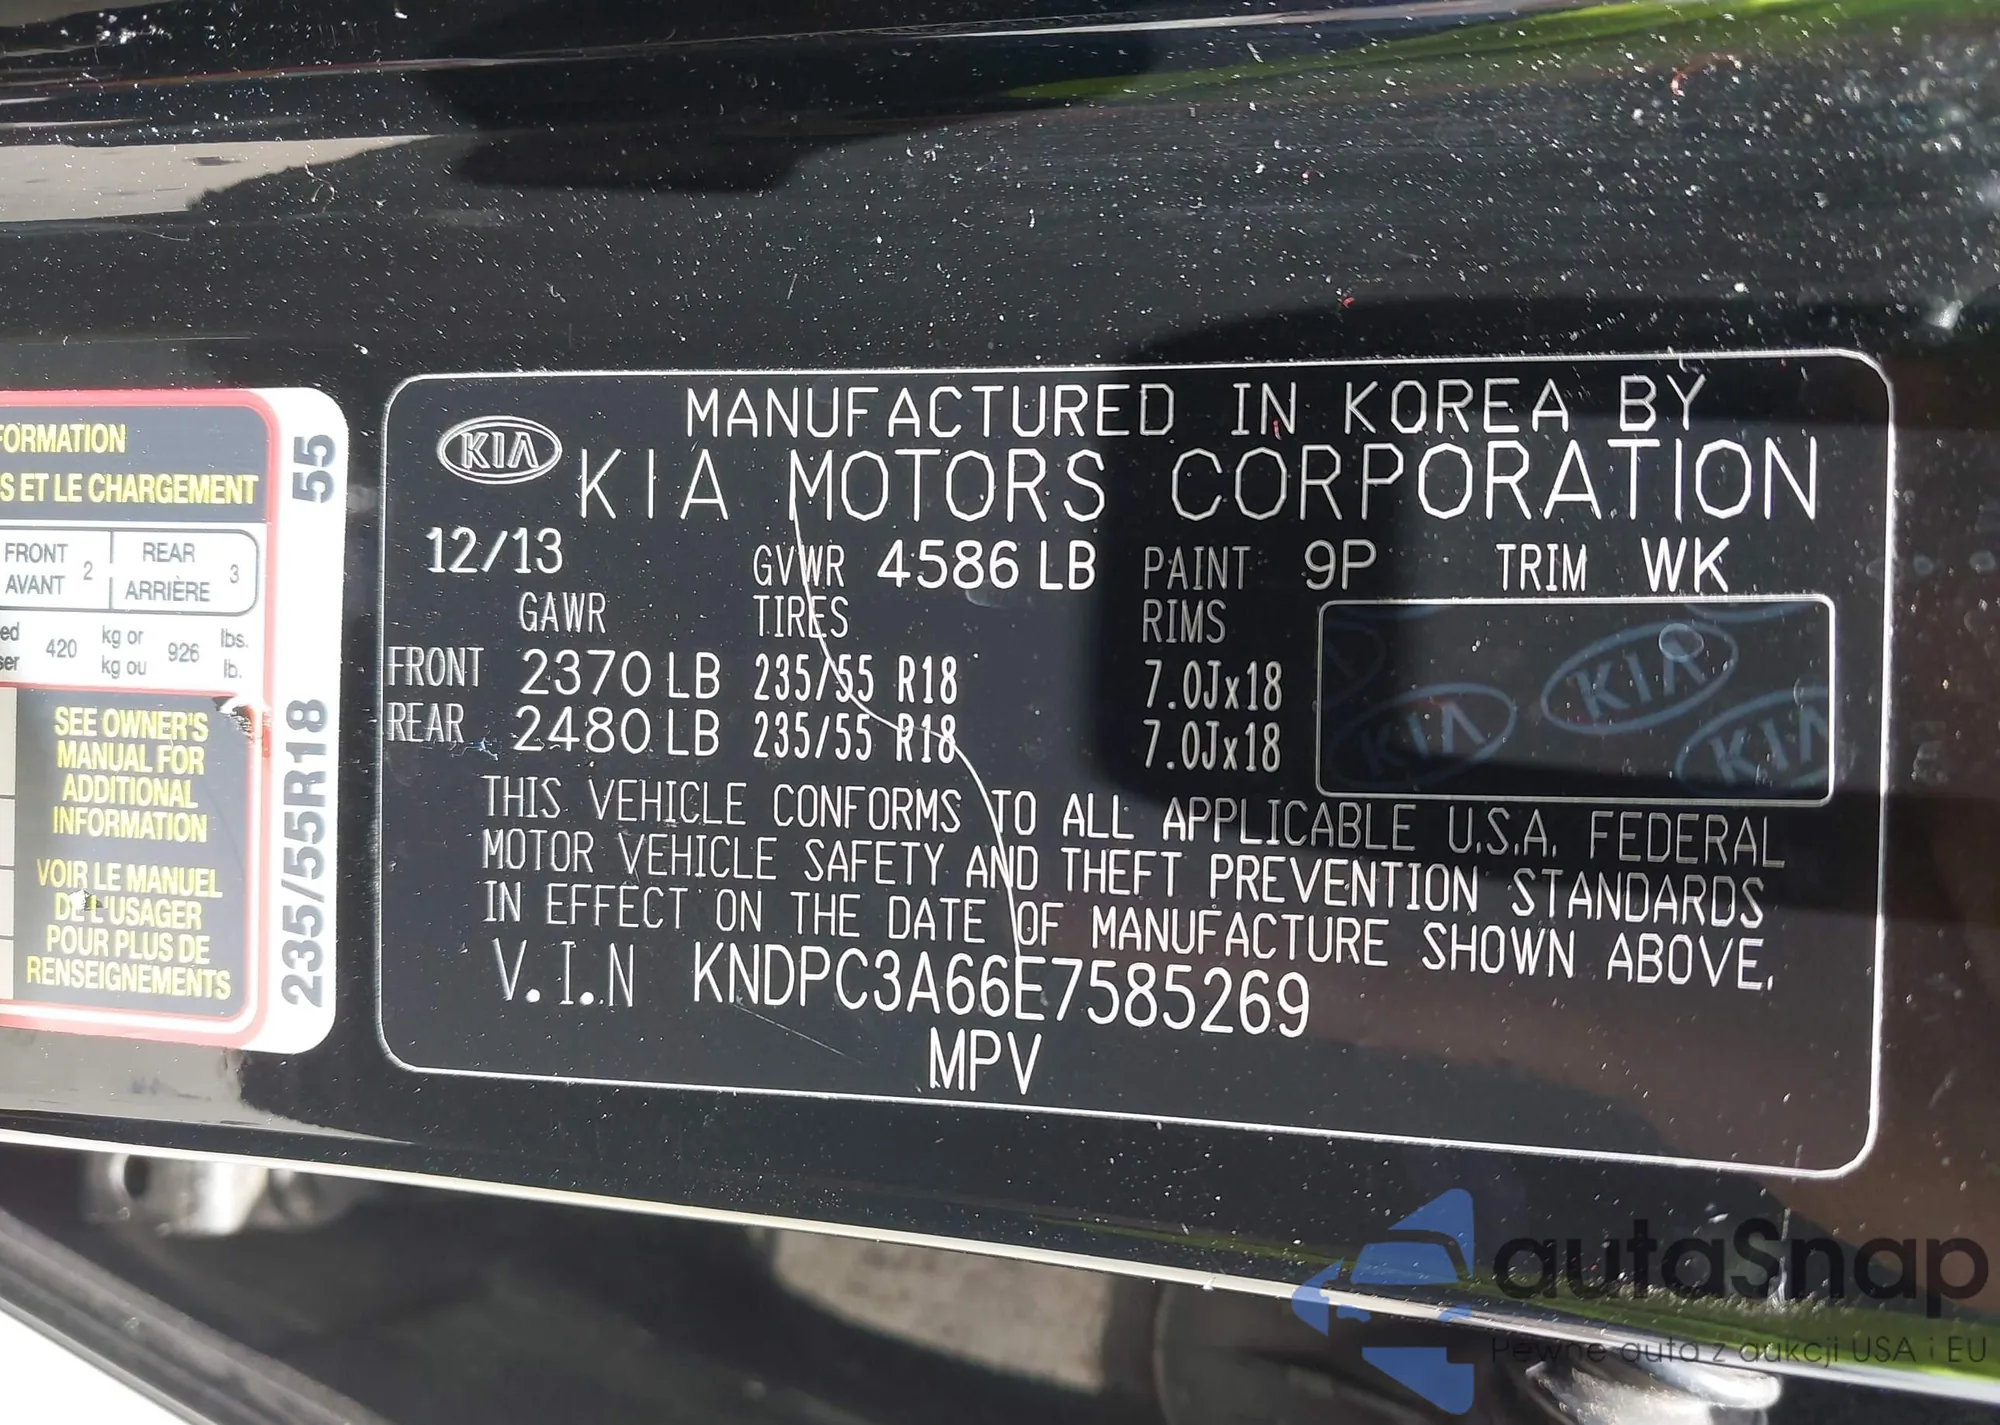 FORMATION
S ET LE CHARGEMENT
FRONT
AVANT 2
REAR
ARRIÈRE 3
420 kg or
kg ou 926 lbs.
lb.
SEE OWNER'S
MANUAL FOR
ADDITIONAL
INFORMATION
VOIR LE MANUEL
DE L'USAGER
POUR PLUS DE
RENSEIGNEMENTS
55
235/55R18
KIA
MANUFACTURED IN KOREA BY
KIA MOTORS CORPORATION
12/13 GVWR 4586 LB PAINT 9P TRIM WK
GAWR TIRES RIMS
FRONT 2370 LB 235/55 R18 7.0Jx18
REAR 2480 LB 235/55 R18 7.0Jx18
KIA KIA KIA
THIS VEHICLE CONFORMS TO ALL APPLICABLE U.S.A. FEDERAL
MOTOR VEHICLE SAFETY AND THEFT PREVENTION STANDARDS
IN EFFECT ON THE DATE OF MANUFACTURE SHOWN ABOVE.
V.I.N KNDPC3A66E7585269
MPV
autaSnap
Pewne auta z aukcji USA i EU